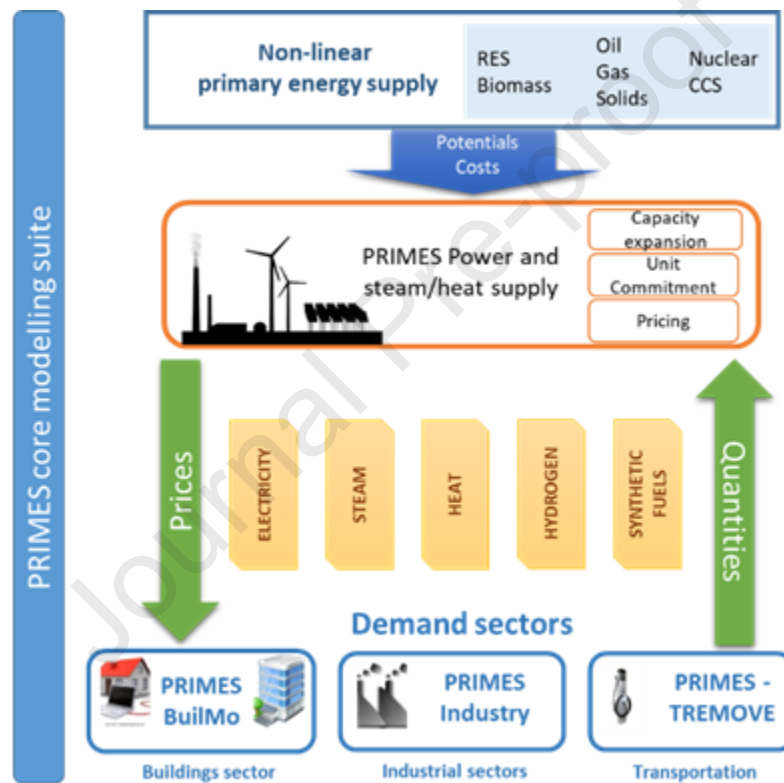 PRIMES core modelling suite
Non-linear
primary energy supply
RES
Biomass
Oil
Gas
Solids
Nuclear
CCS
Potentials
Costs
PRIMES Power and
steam/heat supply
Capacity
expansion
Unit
Commitment
Pricing
Prices
ELECTRICITY
STEAM
HEAT
HYDROGEN
SYNTHETIC
FUELS
Quantities
Demand sectors
PRIMES
BuilMo
PRIMES
Industry
PRIMES -
TREMOVE
Buildings sector
Industrial sectors
Transportation
Journal Pre-proof